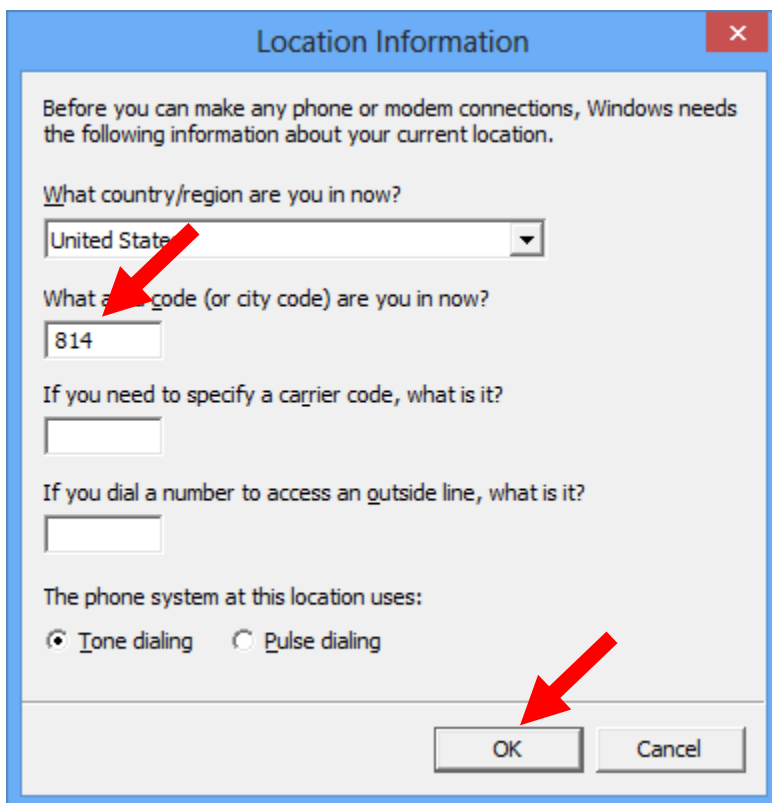 Location Information
Before you can make any phone or modem connections, Windows needs
the following information about your current location.
What country/region are you in now?
United State
What a code (or city code) are you in now?
814
If you need to specify a carrier code, what is it?
If you dial a number to access an outside line, what is it?
The phone system at this location uses:
Tone dialing Pulse dialing
OK Cancel